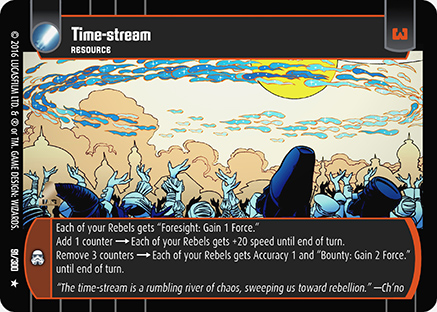 Time-stream
RESOURCE
3
Each of your Rebels gets “Foresight: Gain 1 Force.”
Add 1 counter → Each of your Rebels gets +20 speed until end of turn.
Remove 3 counters → Each of your Rebels gets Accuracy 1 and “Bounty: Gain 2 Force.”
until end of turn.
“The time-stream is a rumbling river of chaos, sweeping us toward rebellion.” —Ch’no
© 2016 LUCASFILM LTD. & ® or TM. GAME DESIGN: WIZARDS.